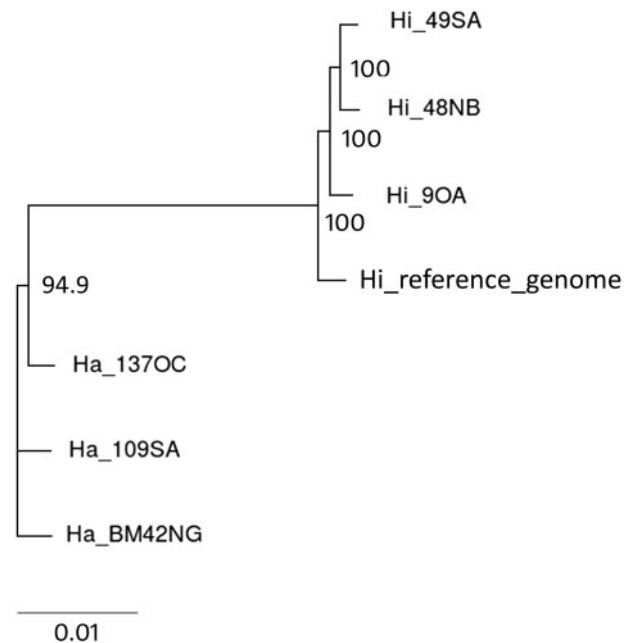 Hi_49SA
100
Hi_48NB
100
Hi_9OA
100
Hi_reference_genome
94.9
Ha_137OC
Ha_109SA
Ha_BM42NG
0.01